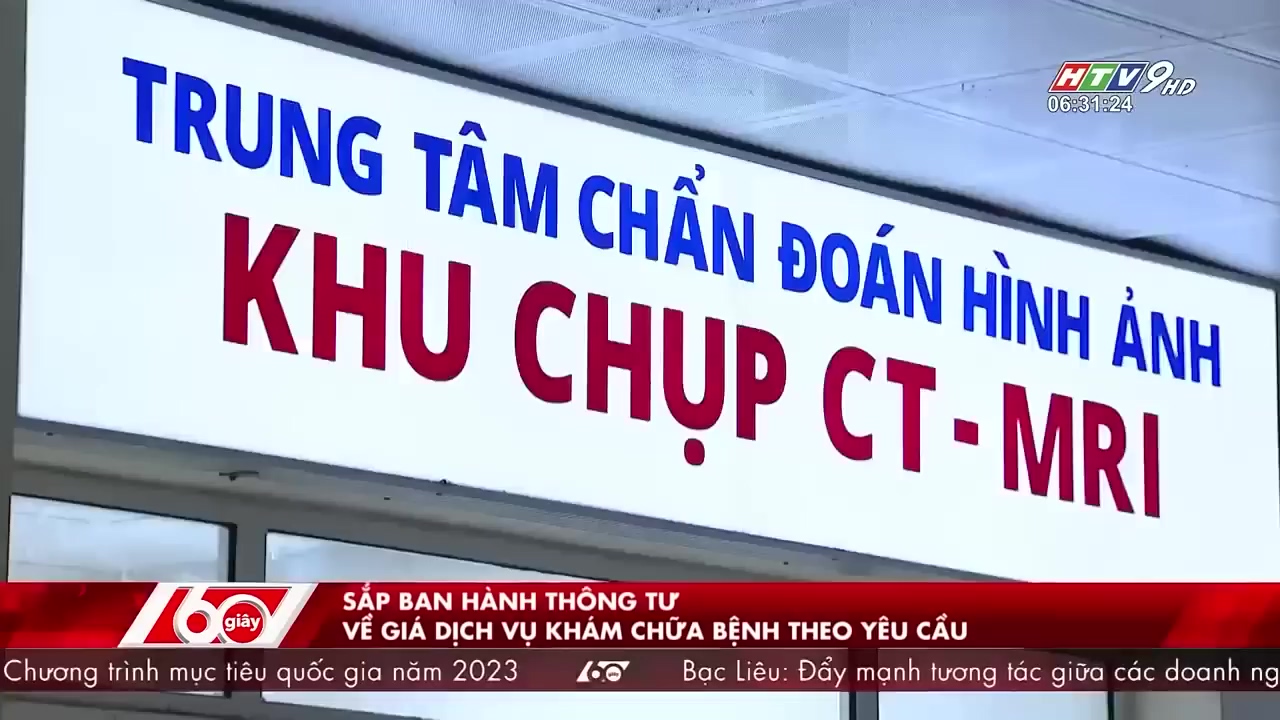 HTV9 HD
06:31:24
TRUNG TÂM CHẨN ĐOÁN HÌNH ẢNH
KHU CHỤP CT - MRI
60 giây
SẮP BAN HÀNH THÔNG TƯ
VỀ GIÁ DỊCH VỤ KHÁM CHỮA BỆNH THEO YÊU CẦU
Chương trình mục tiêu quốc gia năm 2023 60 giây Bạc Liêu: Đẩy mạnh tương tác giữa các doanh ng